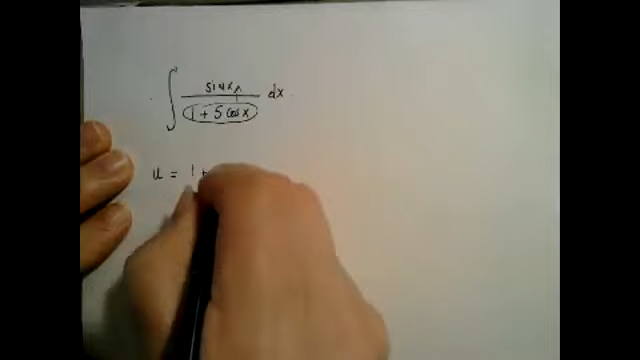 ∫ sin x / (1 + 5 cos x) dx
u = 1 +